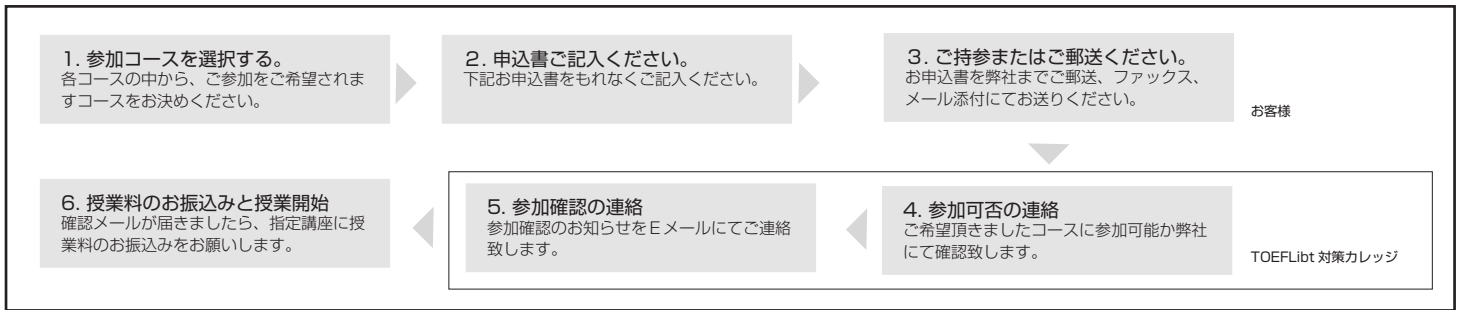 1. 参加コースを選択する。
各コースの中から、ご参加をご希望されま
すコースをお決めください。
2. 申込書ご記入ください。
下記お申込書をもれなくご記入ください。
3. ご持参またはご郵送ください。
お申込書を弊社までご郵送、ファックス、
メール添付にてお送りください。
お客様
4. 参加可否の連絡
ご希望頂きましたコースに参加可能か弊社
にて確認致します。
TOEFLibt 対策カレッジ
5. 参加確認の連絡
参加確認のお知らせをEメールにてご連絡
致します。
6. 授業料のお振込みと授業開始
確認メールが届きましたら、指定講座に授
業料のお振込みをお願いします。